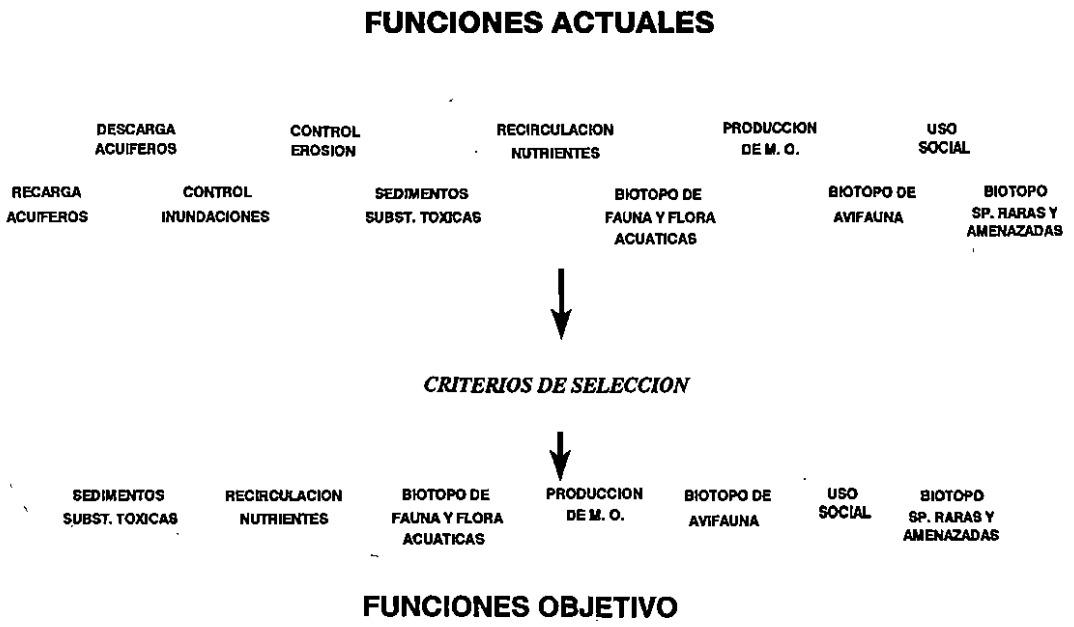 FUNCIONES ACTUALES
DESCARGA
ACUIFEROS
CONTROL
EROSION
RECIRCULACION
NUTRIENTES
PRODUCCION
DE M. O.
USO
SOCIAL
RECARGA
ACUIFEROS
CONTROL
INUNDACIONES
SEDIMENTOS
SUBST. TOXICAS
BIOTOPO DE
FAUNA Y FLORA
ACUATICAS
BIOTOPO DE
AVIFAUNA
BIOTOPO
SP. RARAS Y
AMENAZADAS
CRITERIOS DE SELECCION
SEDIMENTOS
SUBST. TOXICAS
RECIRCULACION
NUTRIENTES
BIOTOPO DE
FAUNA Y FLORA
ACUATICAS
PRODUCCION
DE M. O.
BIOTOPO DE
AVIFAUNA
USO
SOCIAL
BIOTOPO
SP. RARAS Y
AMENAZADAS
FUNCIONES OBJETIVO